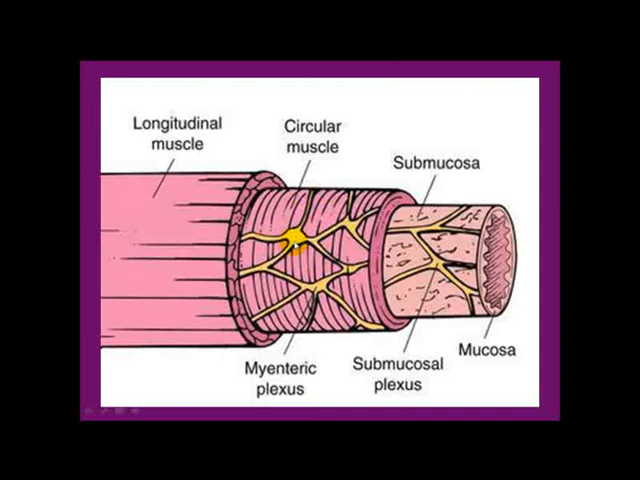 Longitudinal
muscle
Circular
muscle
Submucosa
Myenteric
plexus
Submucosal
plexus
Mucosa